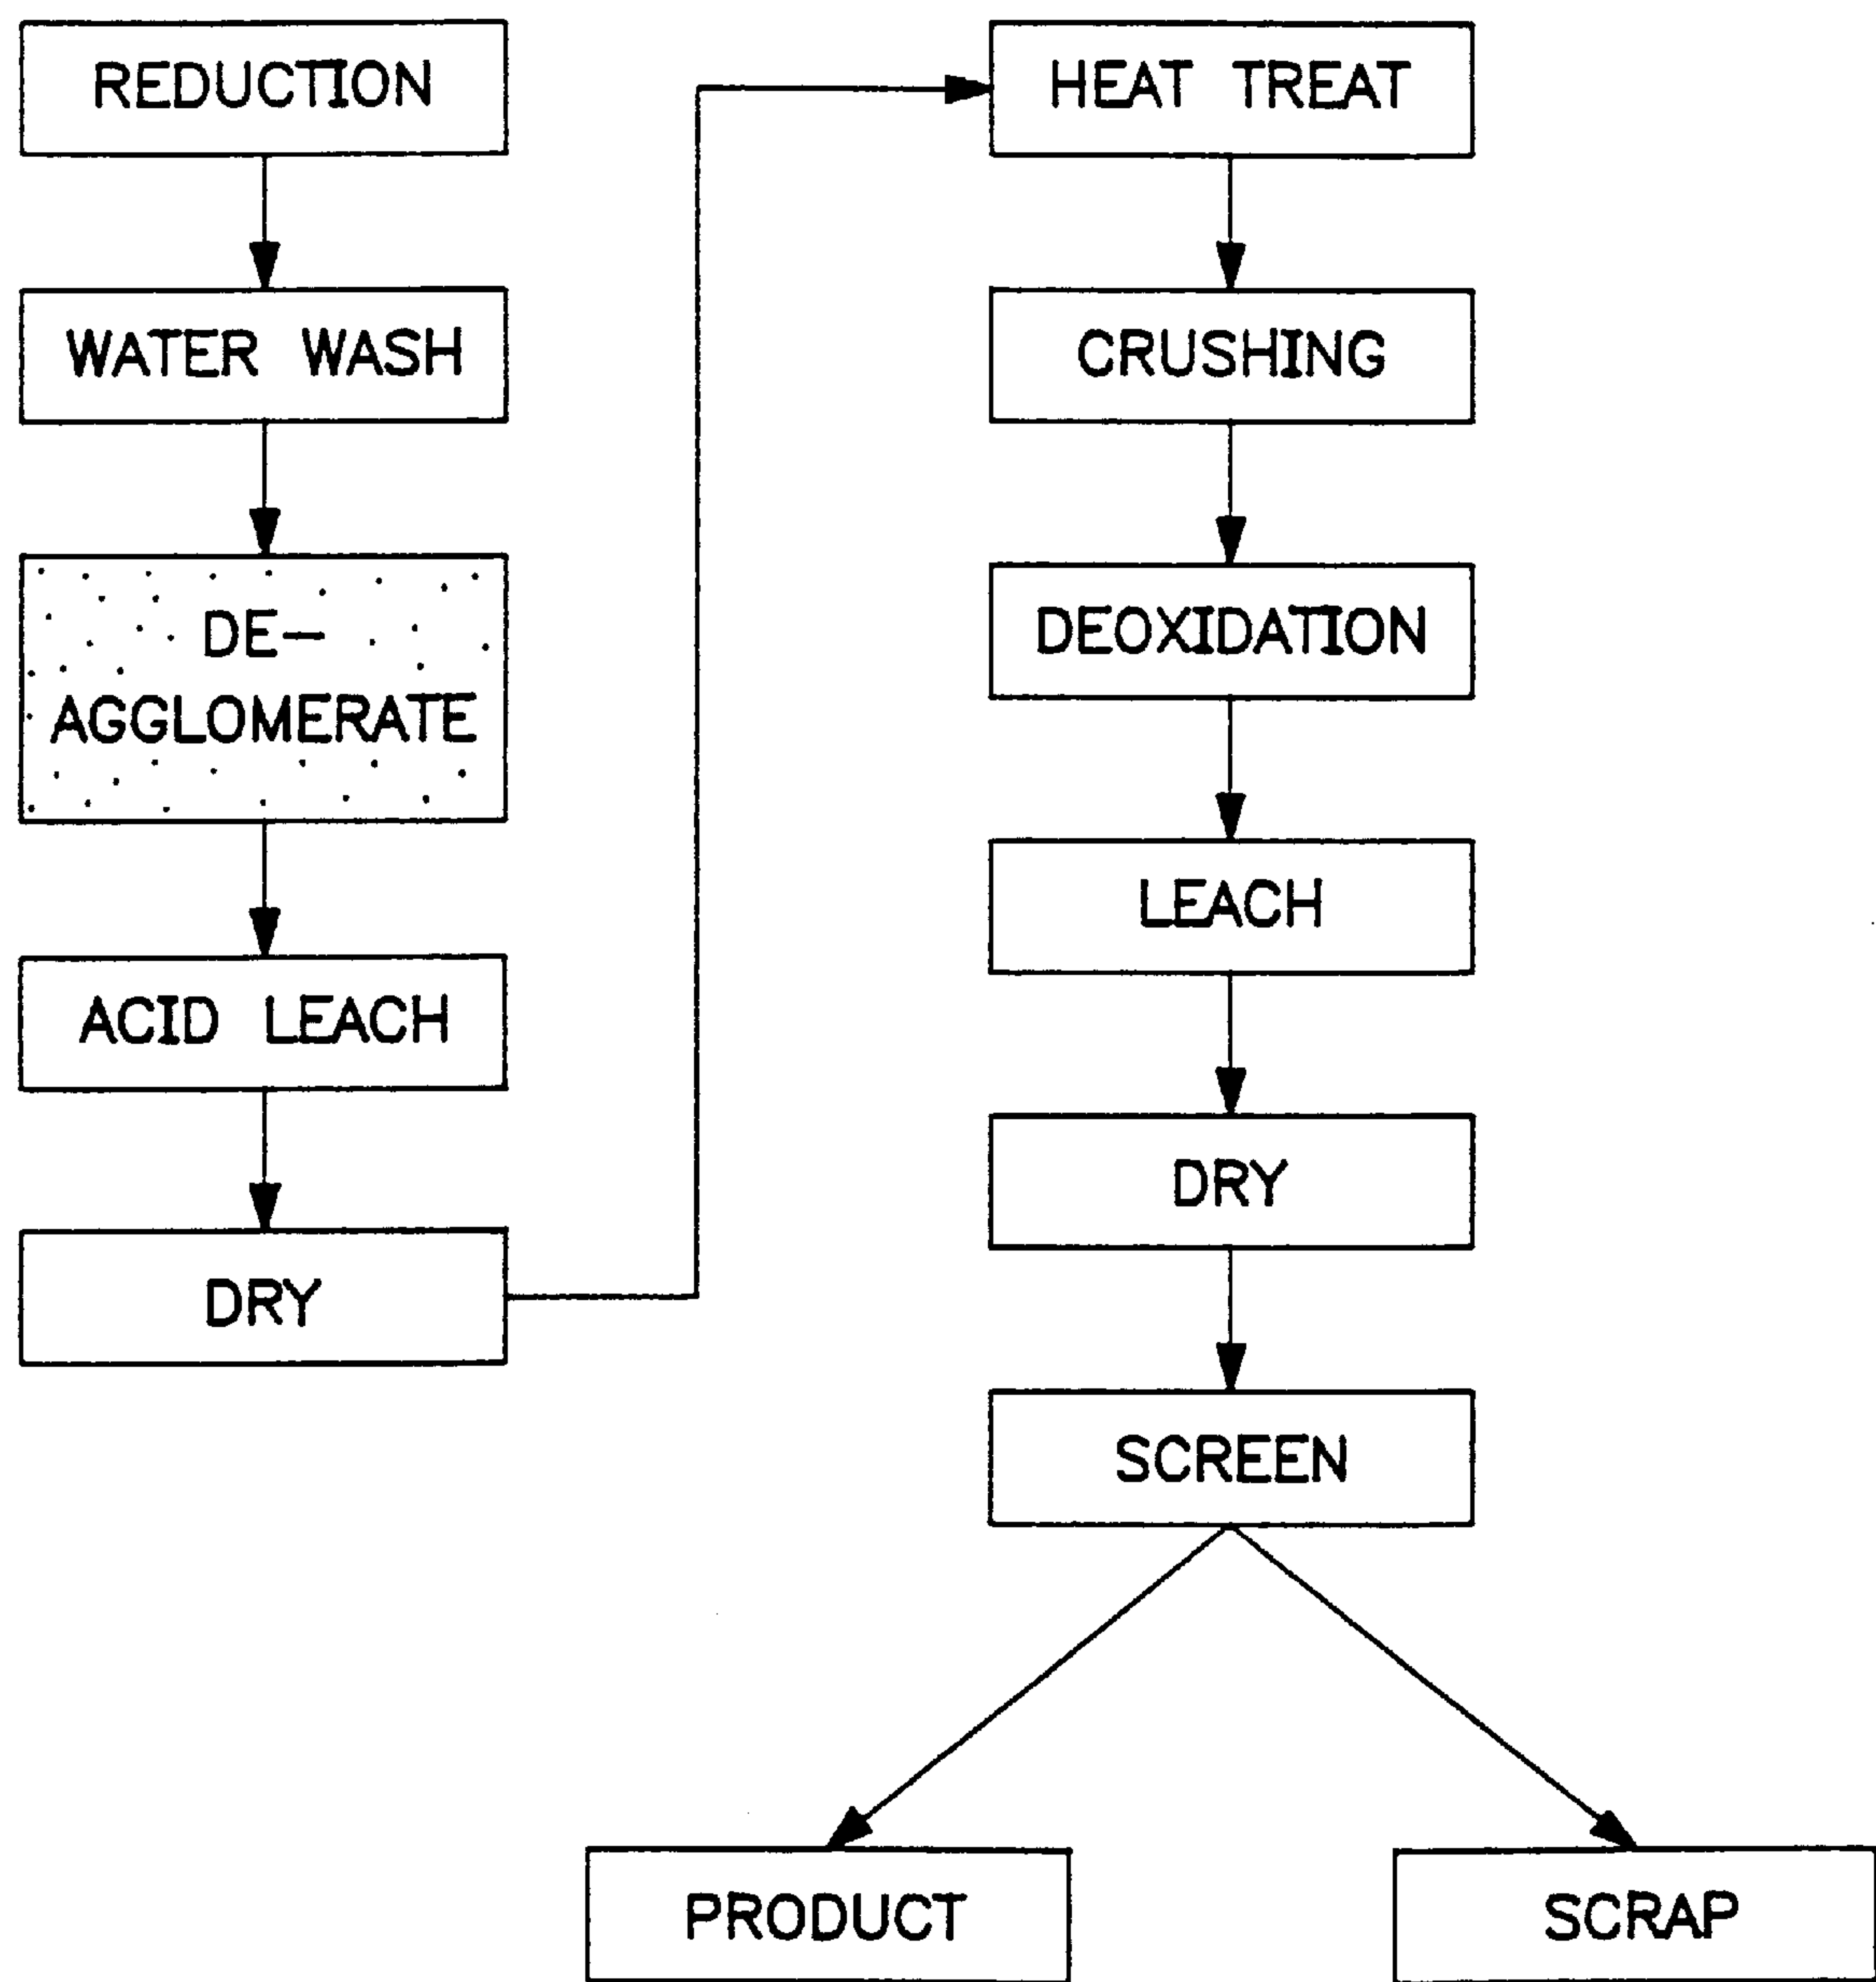 REDUCTION
WATER WASH
DE-
AGGLOMERATE
ACID LEACH
DRY
HEAT TREAT
CRUSHING
DEOXIDATION
LEACH
DRY
SCREEN
PRODUCT
SCRAP